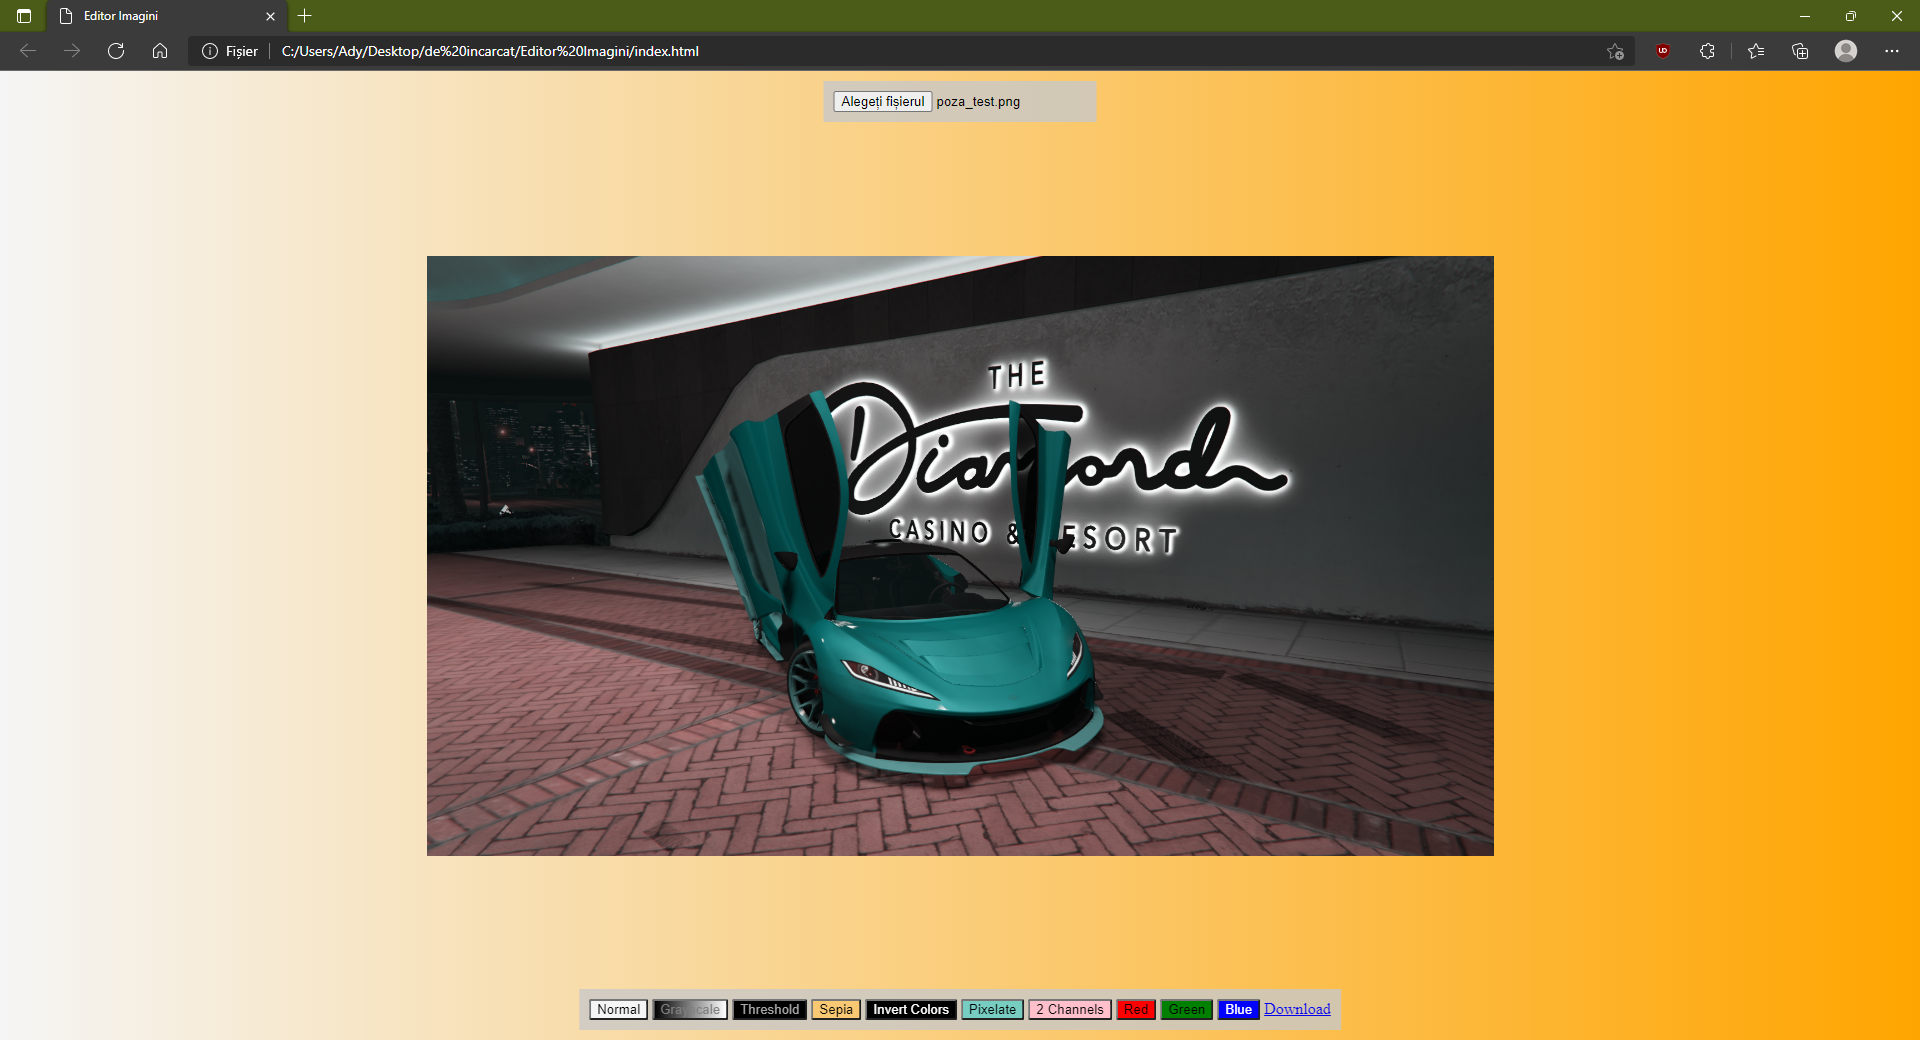 Editor Imagini
Fișier
C:/Users/Ady/Desktop/de%20incarcat/Editor%20Imagini/index.html
Alegeți fișierul poza_test.png
THE
Diamond
CASINO & RESORT
Normal Grayscale Threshold Sepia Invert Colors Pixelate 2 Channels Red Green Blue Download